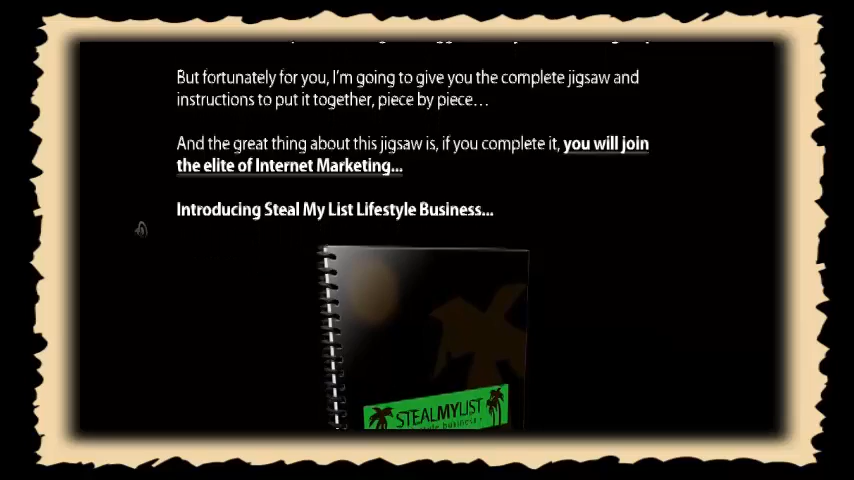 But fortunately for you, I'm going to give you the complete jigsaw and
instructions to put it together, piece by piece…
And the great thing about this jigsaw is, if you complete it, you will join
the elite of Internet Marketing...
Introducing Steal My List Lifestyle Business...
STEALMYLIST
style business